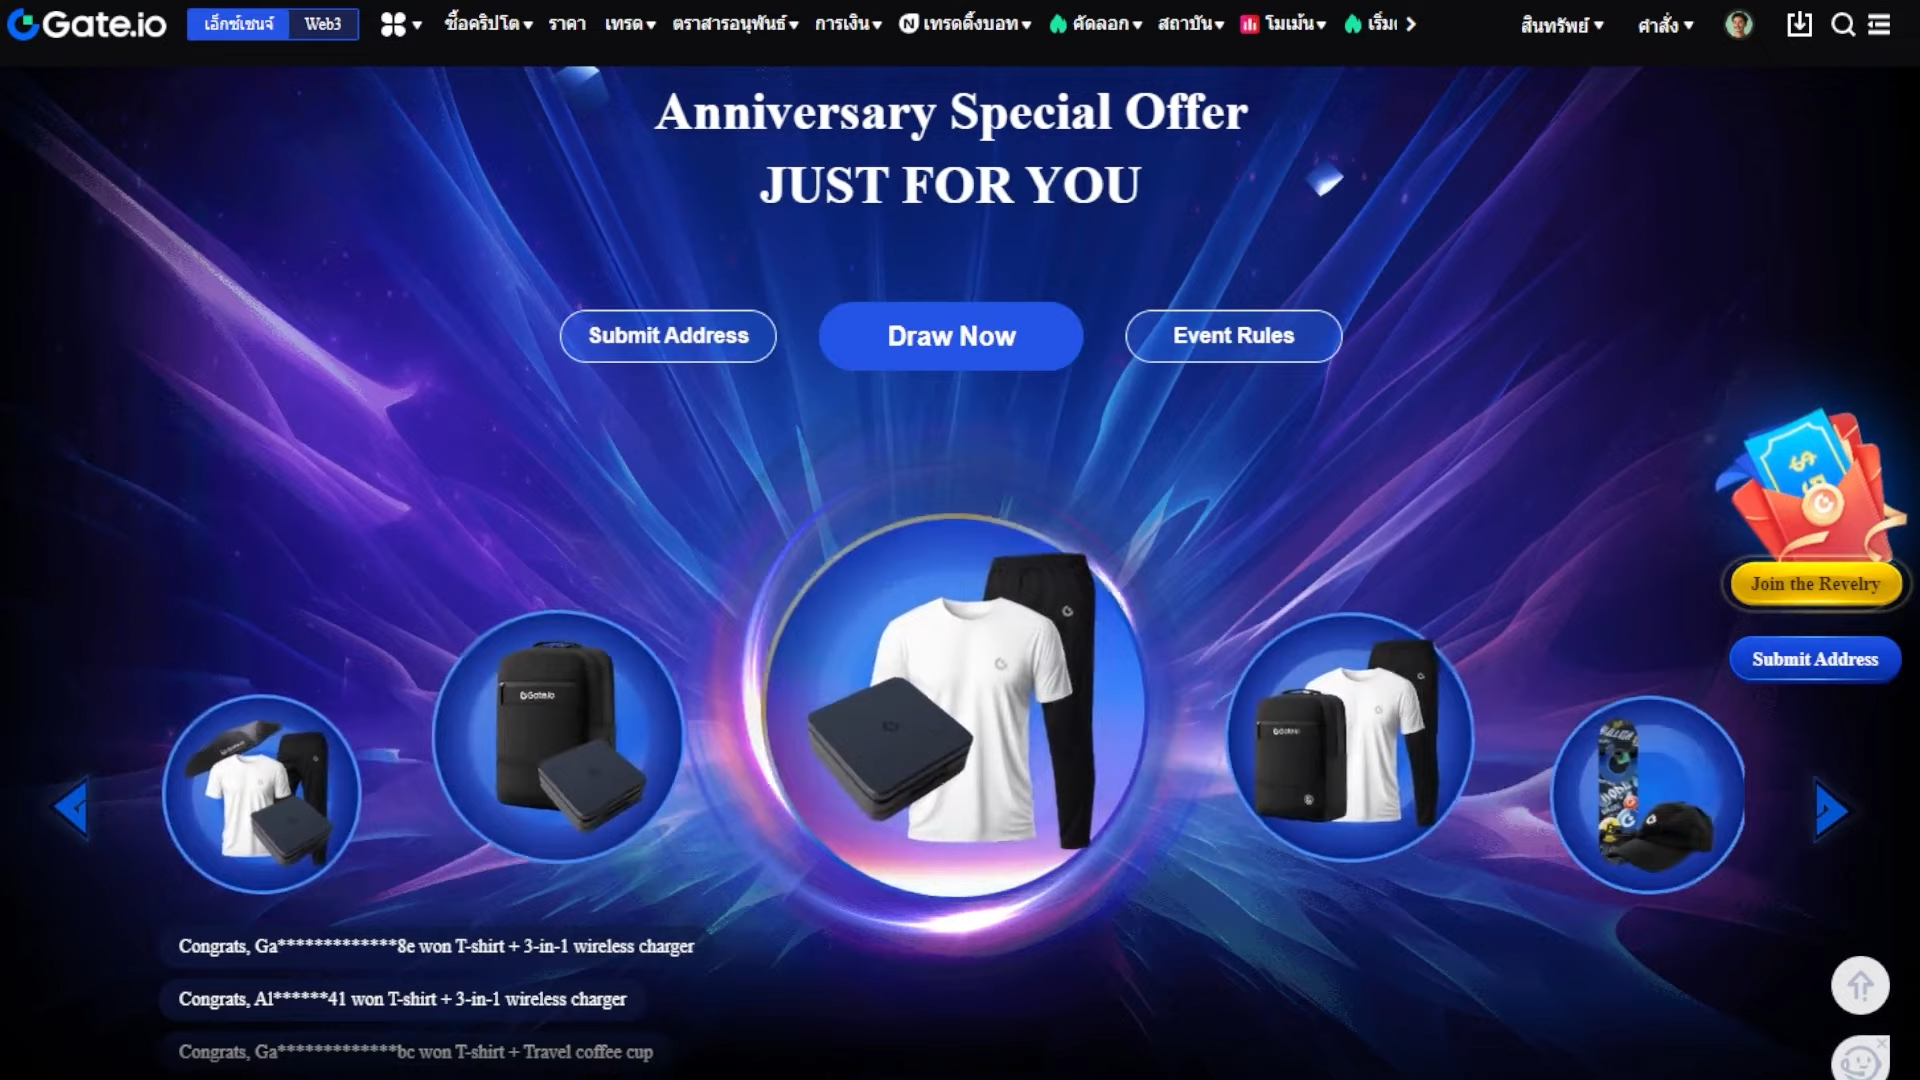 Gate.io เอ็กซ์เชนจ์ Web3 ซื้อคริปโต ราคา เทรด ตราสารอนุพันธ์ การเงิน เทรดดิ้งบอท คัดลอก สถาบัน โมเม้น สินทรัพย์ คำสั่ง
Anniversary Special Offer
JUST FOR YOU
Submit Address
Draw Now
Event Rules
Join the Revelry
Submit Address
Gate.io
Congrats, Ga*************8e won T-shirt + 3-in-1 wireless charger
Congrats, Al******41 won T-shirt + 3-in-1 wireless charger
Congrats, Ga*************bc won T-shirt + Travel coffee cup